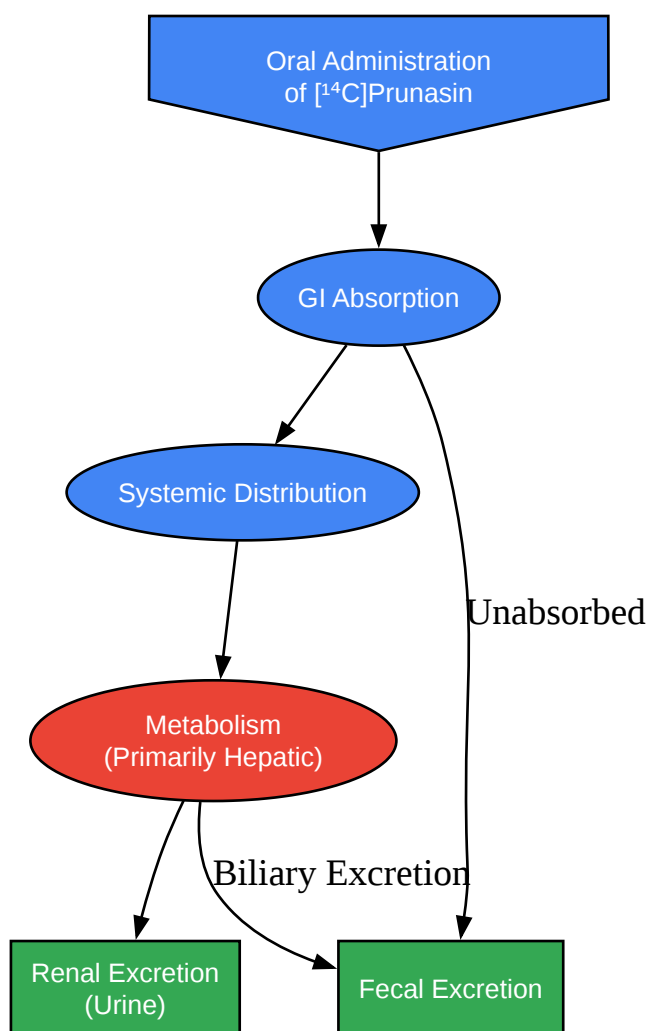 Oral Administration
of [¹⁴C]Prunasin
GI Absorption
Systemic Distribution
Unabsorbed
Metabolism
(Primarily Hepatic)
Biliary Excretion
Renal Excretion
(Urine)
Fecal Excretion